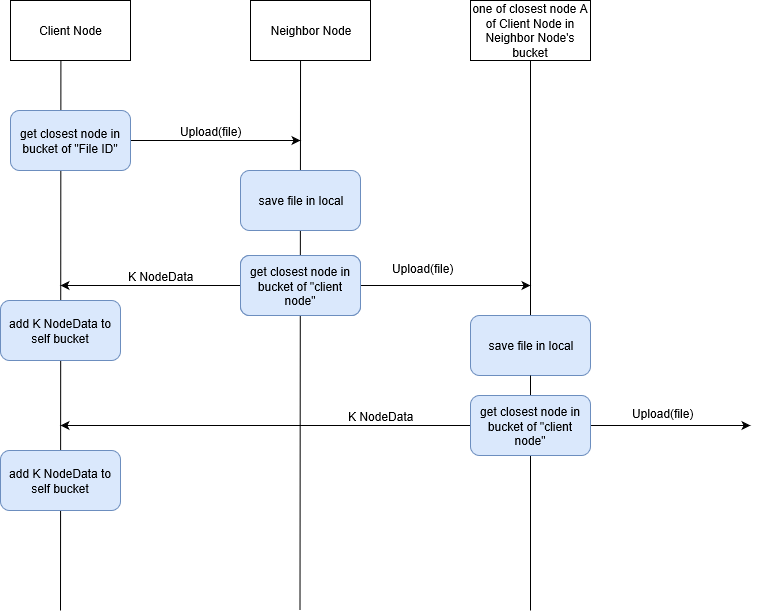 Client Node
Neighbor Node
one of closest node A
of Client Node in
Neighbor Node's
bucket
get closest node in
bucket of "File ID"
Upload(file)
save file in local
K NodeData
get closest node in
bucket of "client
node"
Upload(file)
add K NodeData to
self bucket
save file in local
K NodeData
get closest node in
bucket of "client
node"
Upload(file)
add K NodeData to
self bucket